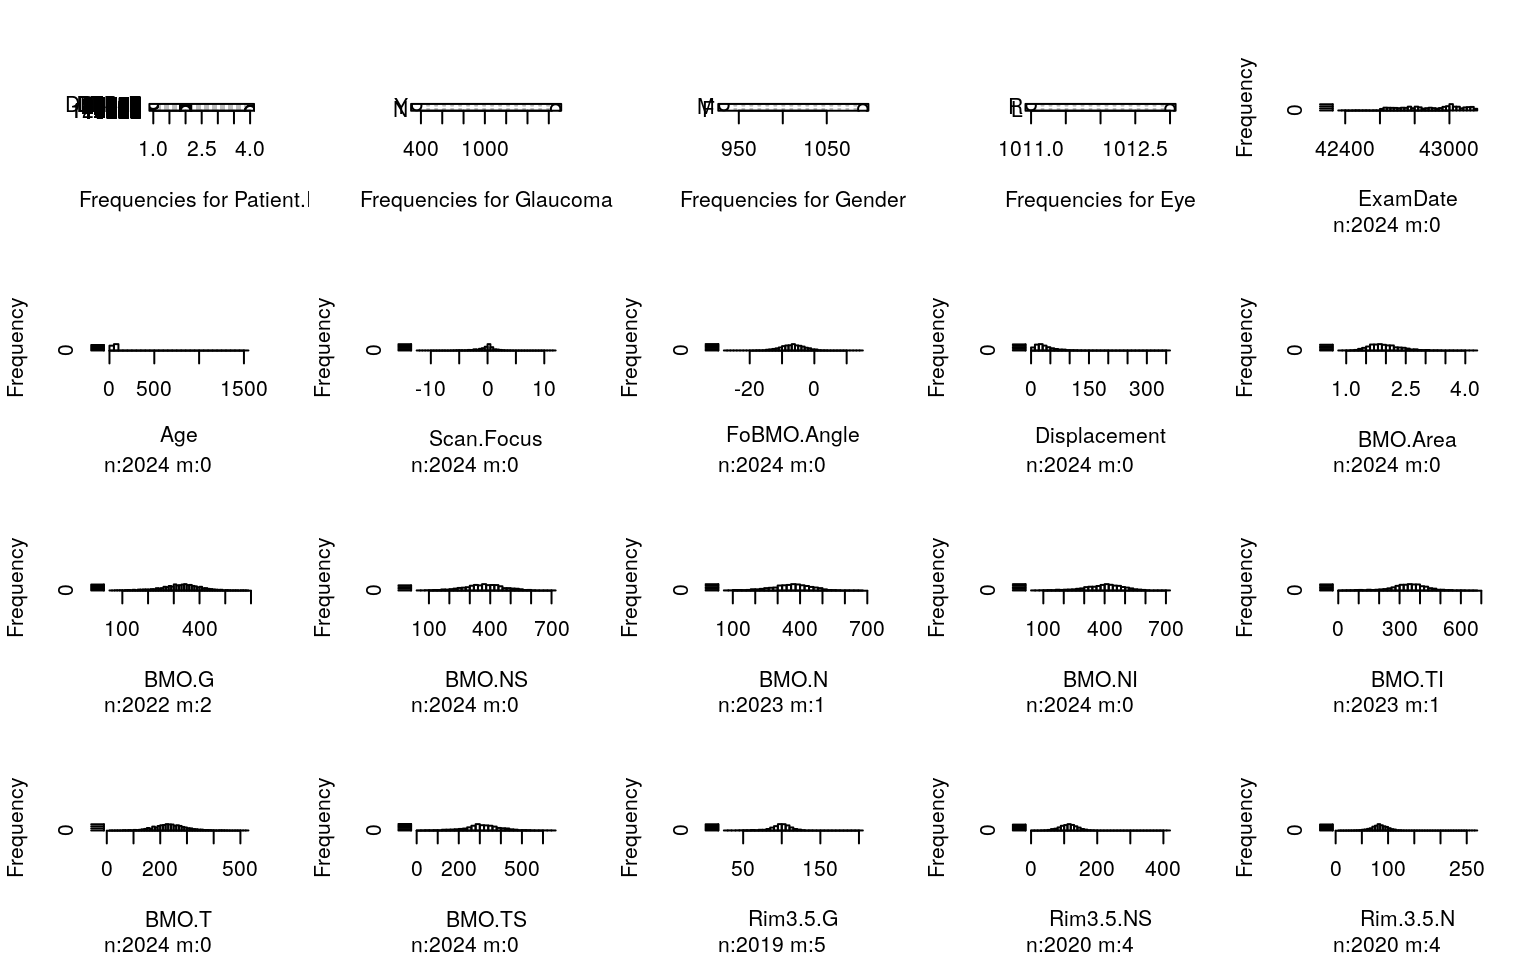 Frequency
0
1.0 2.5 4.0
400 1000
950 1050
1011.0 1012.5
42400 43000
Frequencies for Patient.
Frequencies for Glaucoma
Frequencies for Gender
Frequencies for Eye
ExamDate
n:2024 m:0
Y
N
M
F
R
L
Frequency Frequency Frequency Frequency Frequency
0 0 0 0 0
0 500 1500
-10 0 10
-20 0
0 150 300
1.0 2.5 4.0
Age Scan.Focus FoBMO.Angle Displacement BMO.Area
n:2024 m:0 n:2024 m:0 n:2024 m:0 n:2024 m:0 n:2024 m:0
Frequency Frequency Frequency Frequency Frequency
0 0 0 0 0
100 400
100 400 700
100 400 700
100 400 700
0 300 600
BMO.G BMO.NS BMO.N BMO.NI BMO.TI
n:2022 m:2 n:2024 m:0 n:2023 m:1 n:2024 m:0 n:2023 m:1
Frequency Frequency Frequency Frequency Frequency
0 0 0 0 0
0 200 500
0 200 500
50 150
0 200 400
0 100 250
BMO.T BMO.TS Rim3.5.G Rim3.5.NS Rim.3.5.N
n:2024 m:0 n:2024 m:0 n:2019 m:5 n:2020 m:4 n:2020 m:4